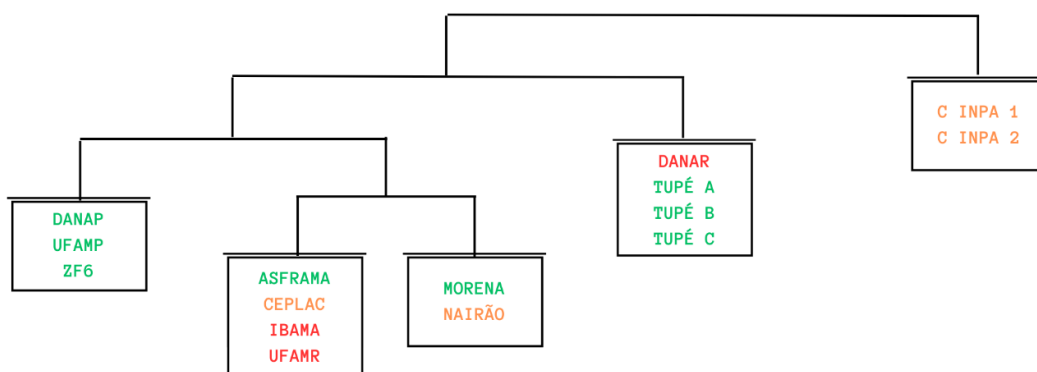 C INPA 1
C INPA 2
DANAR
TUPÉ A
TUPÉ B
TUPÉ C
DANAP
UFAMP
ZF6
ASFRAMA
CEPLAC
IBAMA
UFAMR
MORENA
NAIRÃO